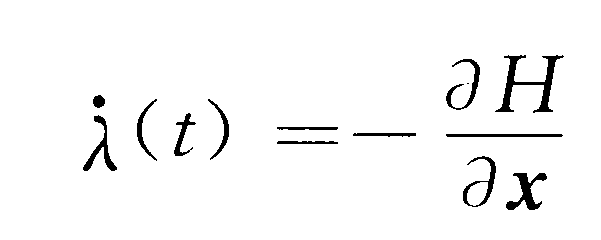 λ̇(t) = − ∂H/∂x